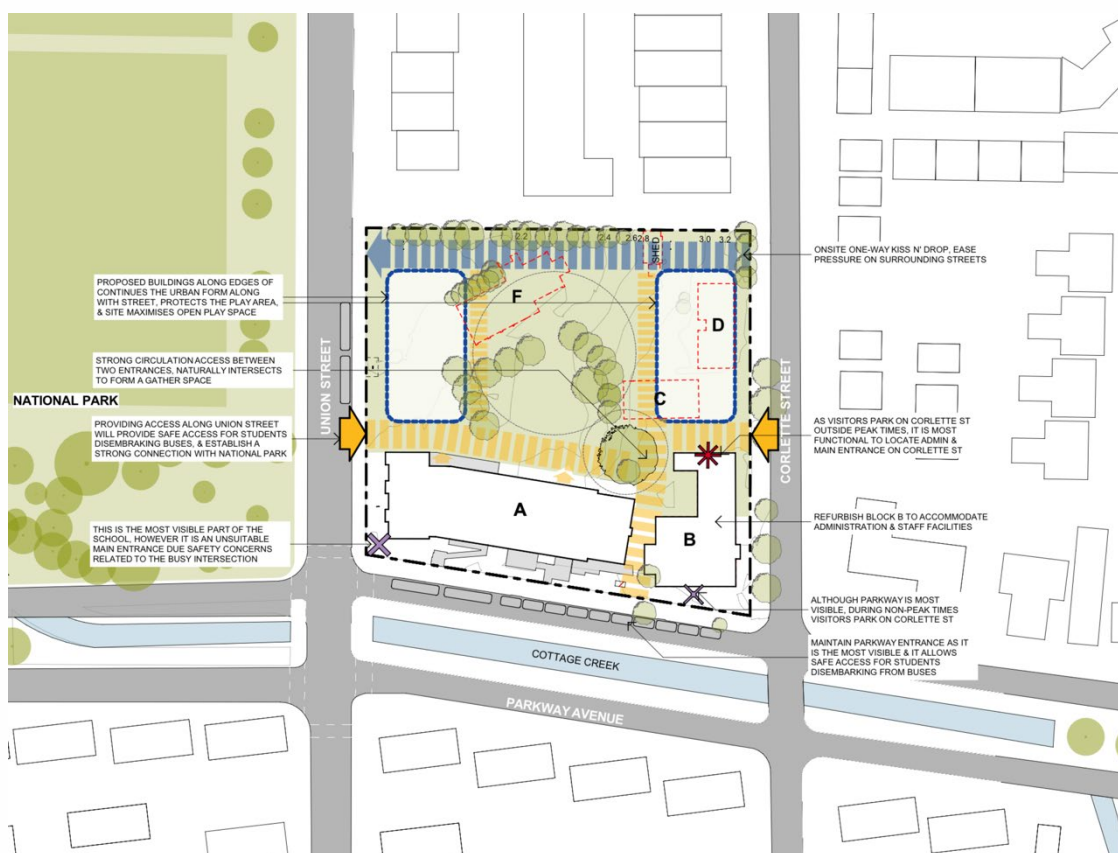 PROPOSED BUILDINGS ALONG EDGES OF
CONTINUES THE URBAN FORM ALONG
WITH STREET, PROTECTS THE PLAY AREA,
& SITE MAXIMISES OPEN PLAY SPACE
STRONG CIRCULATION ACCESS BETWEEN
TWO ENTRANCES, NATURALLY INTERSECTS
TO FORM A GATHER SPACE
NATIONAL PARK
PROVIDING ACCESS ALONG UNION STREET
WILL PROVIDE SAFE ACCESS FOR STUDENTS
DISEMBRAKING BUSES, & ESTABLISH A
STRONG CONNECTION WITH NATIONAL PARK
THIS IS THE MOST VISIBLE PART OF THE
SCHOOL, HOWEVER IT IS AN UNSUITABLE
MAIN ENTRANCE DUE SAFETY CONCERNS
RELATED TO THE BUSY INTERSECTION
UNION STREET
2.2
2.4
2.6
2.8
SHED
3.0
3.2
F
D
C
A
B
CORLETTE STREET
ONSITE ONE-WAY KISS N' DROP, EASE
PRESSURE ON SURROUNDING STREETS
AS VISITORS PARK ON CORLETTE ST
OUTSIDE PEAK TIMES, IT IS MOST
FUNCTIONAL TO LOCATE ADMIN &
MAIN ENTRANCE ON CORLETTE ST
REFURBISH BLOCK B TO ACCOMMODATE
ADMINISTRATION & STAFF FACILITIES
ALTHOUGH PARKWAY IS MOST
VISIBLE, DURING NON-PEAK TIMES
VISITORS PARK ON CORLETTE ST
MAINTAIN PARKWAY ENTRANCE AS IT
IS THE MOST VISIBLE & IT ALLOWS
SAFE ACCESS FOR STUDENTS
DISEMBARKING FROM BUSES
COTTAGE CREEK
PARKWAY AVENUE